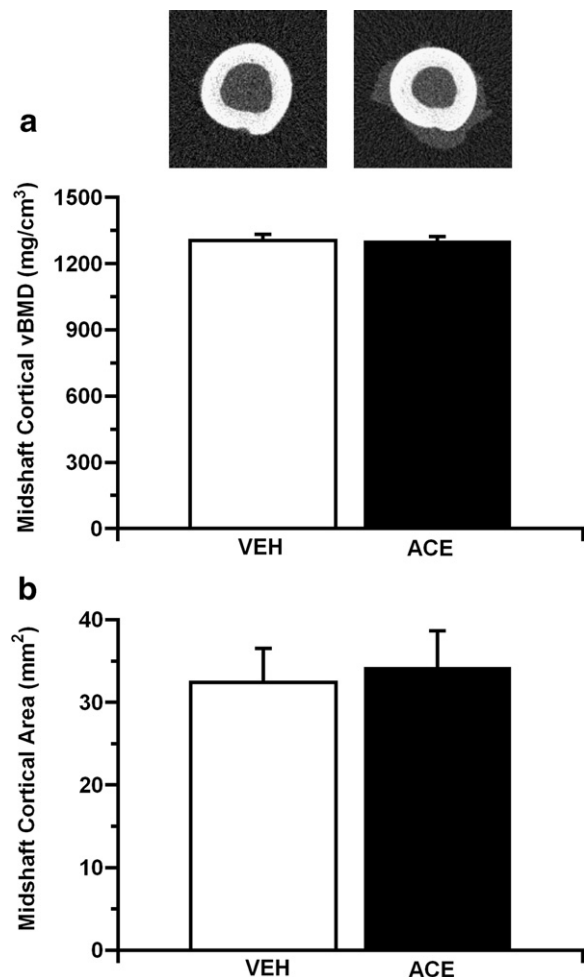 a
Midshaft Cortical vBMD (mg/cm³)
1500
1200
900
600
300
0
VEH ACE
b
Midshaft Cortical Area (mm²)
40
30
20
10
0
VEH ACE